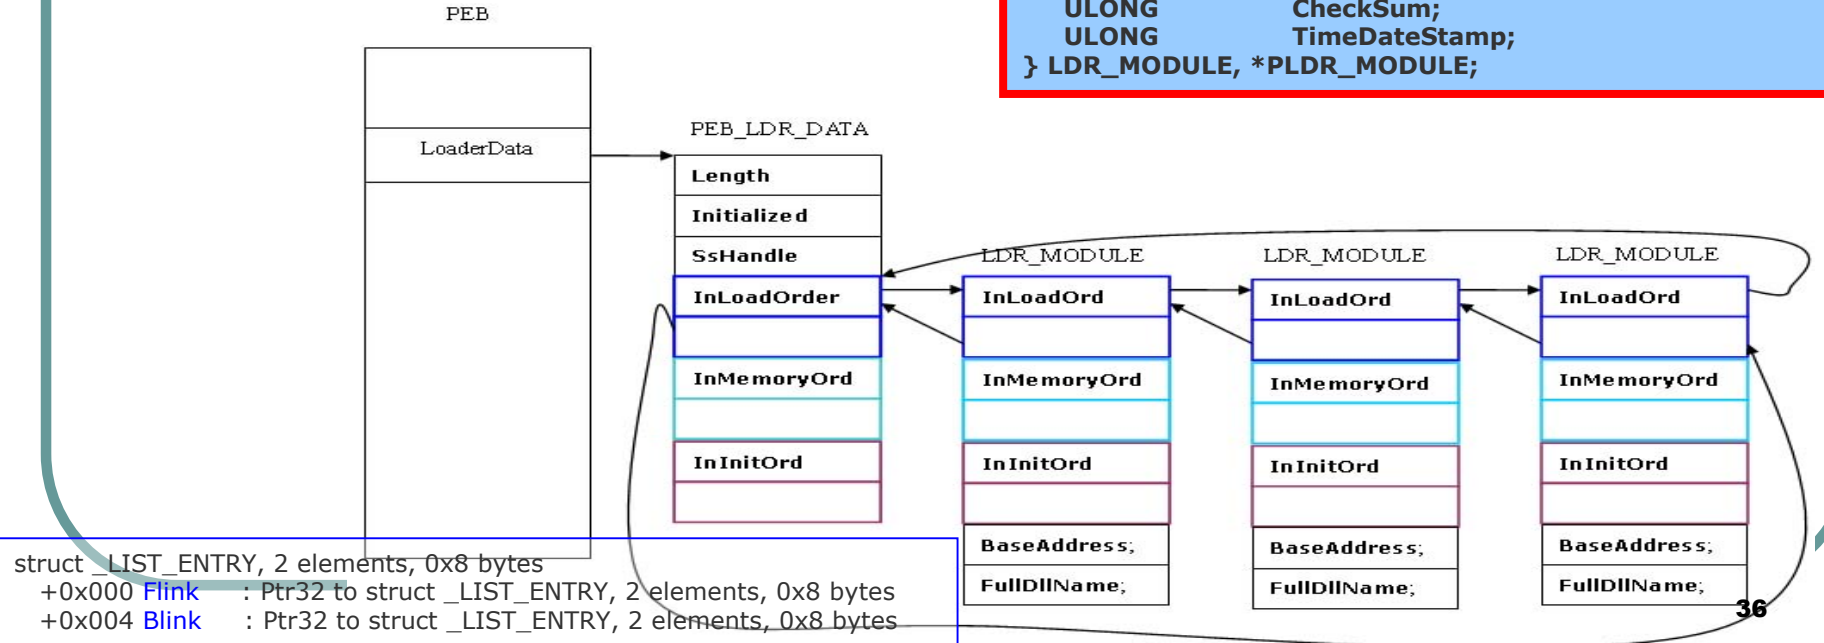 PEB
ULONG CheckSum;
ULONG TimeDateStamp;
} LDR_MODULE, *PLDR_MODULE;
LoaderData
PEB_LDR_DATA
Length
Initialized
SsHandle
InLoadOrder
InMemoryOrd
InInitOrd
LDR_MODULE
InLoadOrd
InMemoryOrd
InInitOrd
BaseAddress;
FullDllName;
LDR_MODULE
InLoadOrd
InMemoryOrd
InInitOrd
BaseAddress;
FullDllName;
LDR_MODULE
InLoadOrd
InMemoryOrd
InInitOrd
BaseAddress;
FullDllName;
struct _LIST_ENTRY, 2 elements, 0x8 bytes
+0x000 Flink : Ptr32 to struct _LIST_ENTRY, 2 elements, 0x8 bytes
+0x004 Blink : Ptr32 to struct _LIST_ENTRY, 2 elements, 0x8 bytes
36